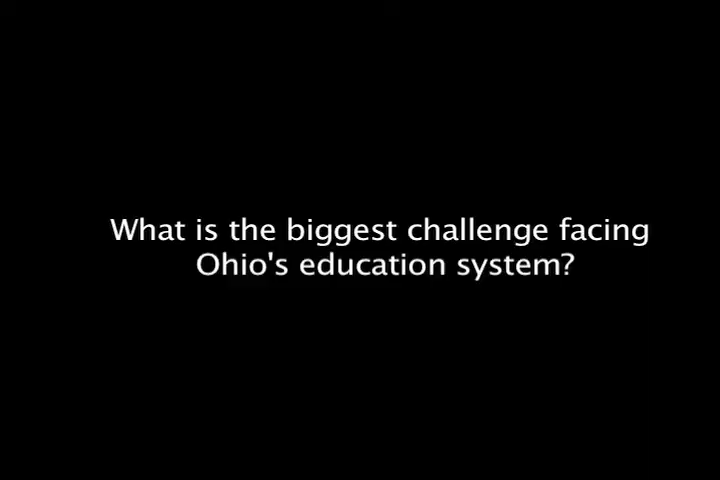 What is the biggest challenge facing
Ohio's education system?